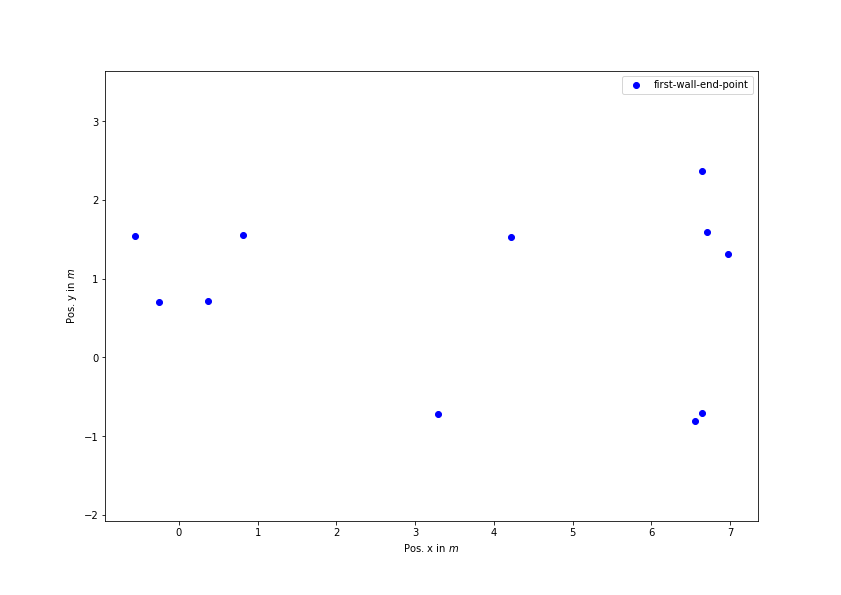 first-wall-end-point
3
2
1
0
−1
−2
Pos. y in m
0 1 2 3 4 5 6 7
Pos. x in m